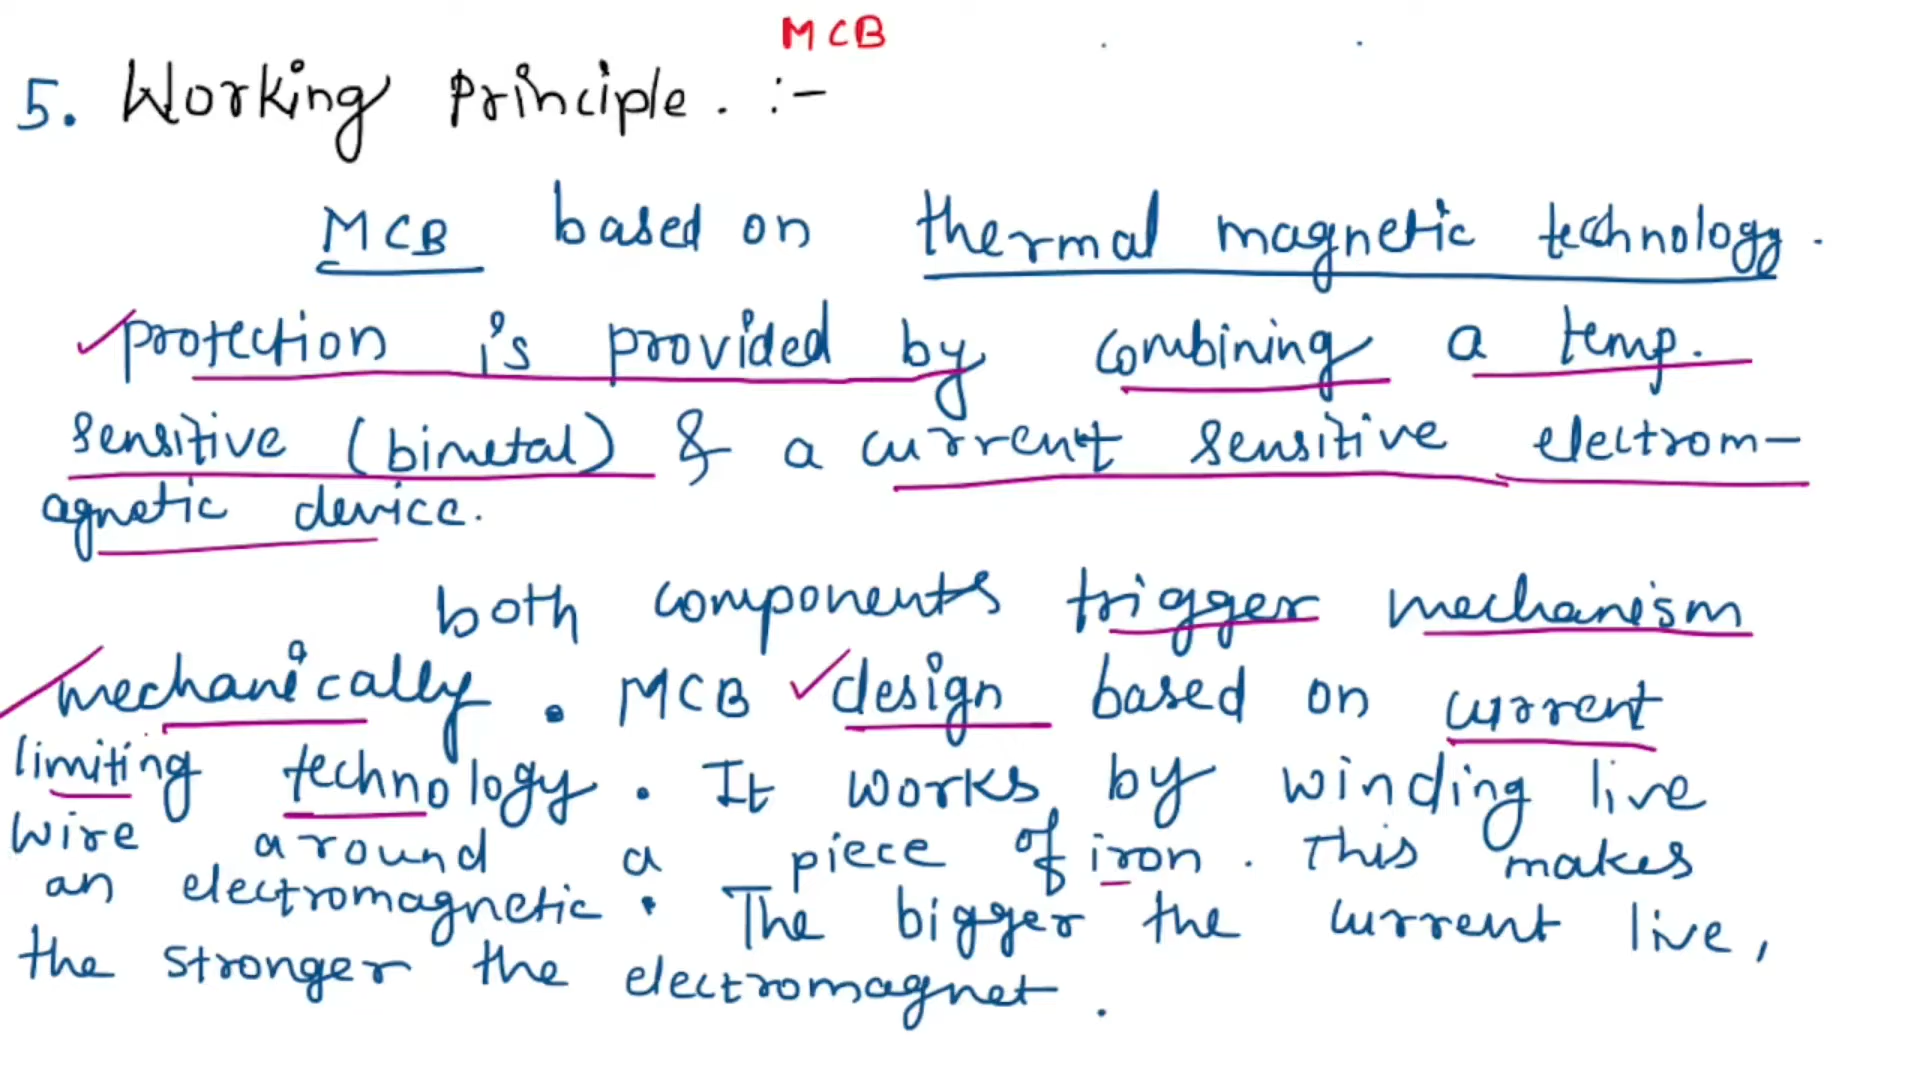 MCB
5. Working Principle. :-
MCB based on thermal magnetic technology.
protection is provided by combining a temp.
sensitive (bimetal) & a current sensitive electrom-
agnetic device.
both components trigger mechanism
mechanically. MCB design based on current
limiting technology. It works by winding live
wire around a piece of iron. This makes
an electromagnetic. The bigger the current live,
the stronger the electromagnet.